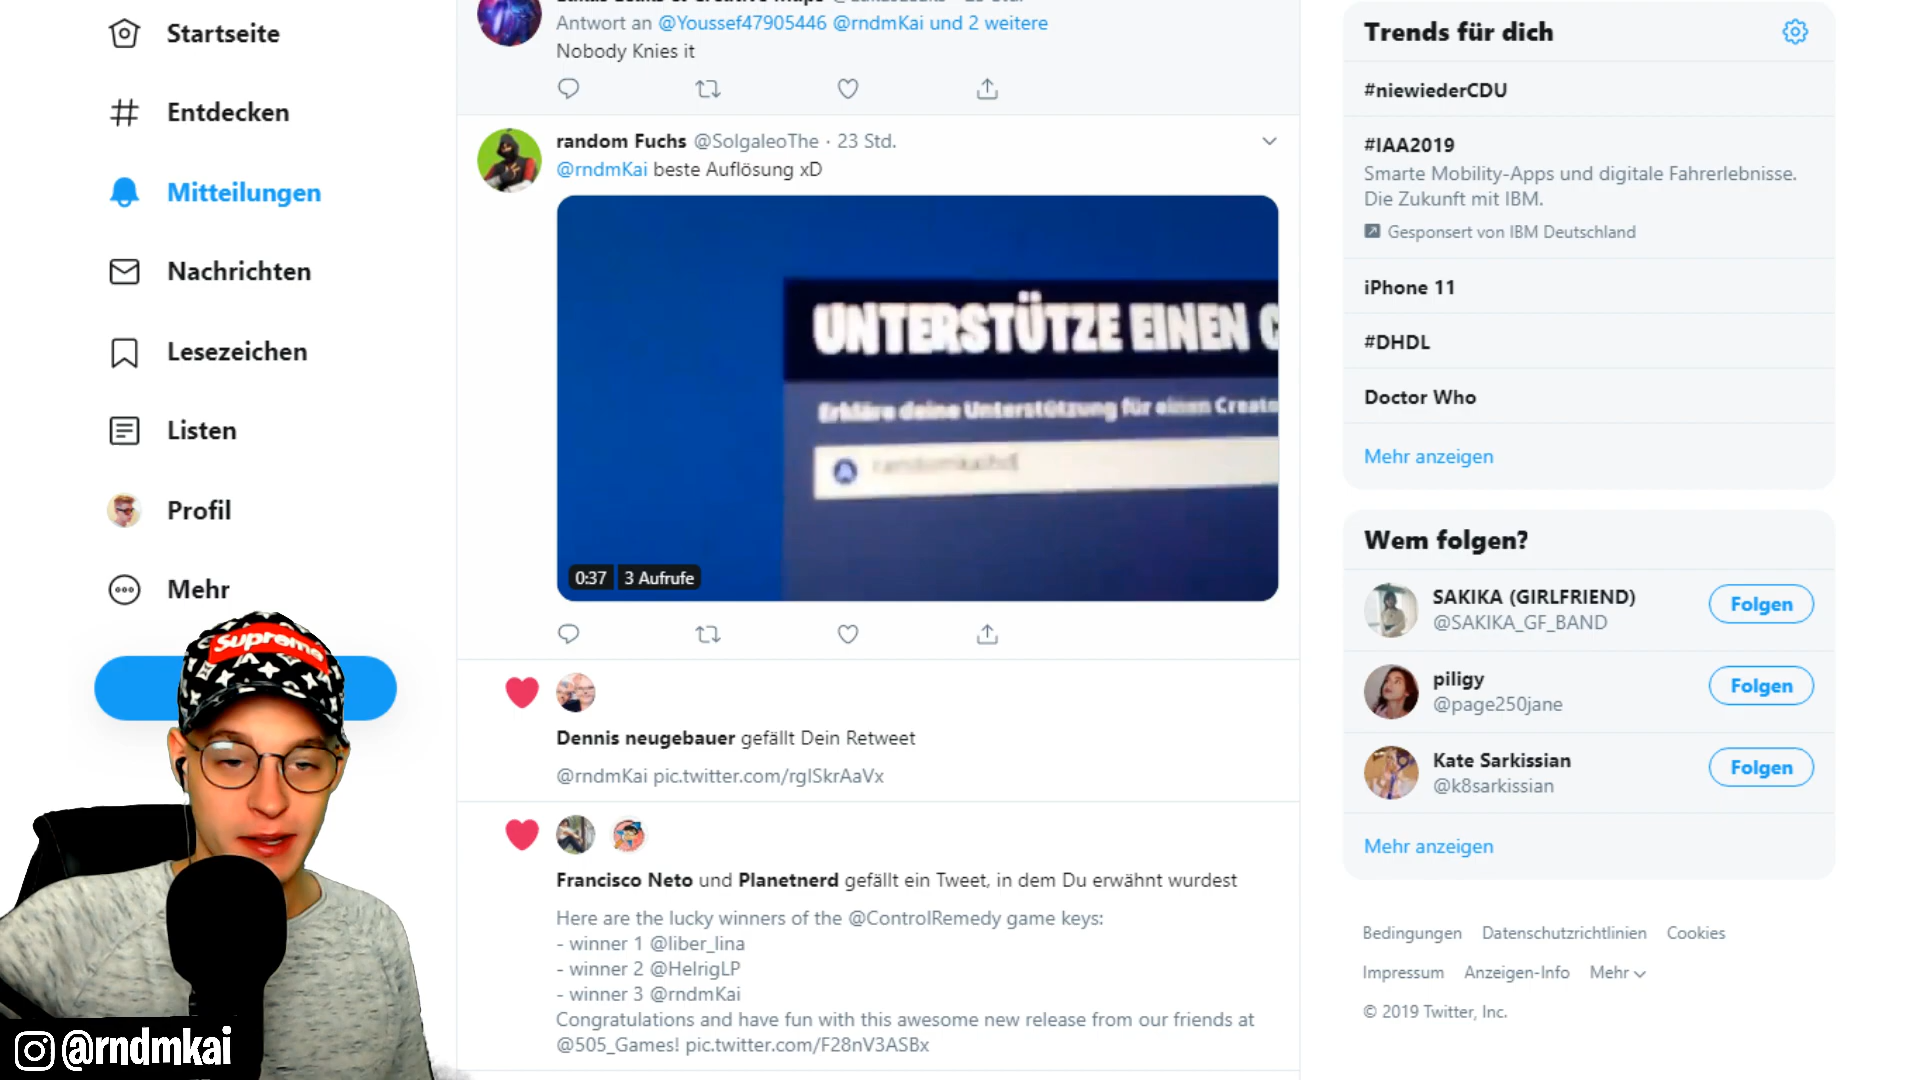 Startseite
Entdecken
Mitteilungen
Nachrichten
Lesezeichen
Listen
Profil
Mehr
Supreme
@rndmkai
Antwort an @Youssef47905446 @rndmKai und 2 weitere
Nobody Knies it
random Fuchs @SolgaleoThe · 23 Std.
@rndmKai beste Auflösung xD
UNTERSTÜTZE EINEN C
Erkläre deine Unterstützung für einen Creato
0:37 3 Aufrufe
Dennis neugebauer gefällt Dein Retweet
@rndmKai pic.twitter.com/rglSkrAaVx
Francisco Neto und Planetnerd gefällt ein Tweet, in dem Du erwähnt wurdest
Here are the lucky winners of the @ControlRemedy game keys:
- winner 1 @liber_lina
- winner 2 @HelrigLP
- winner 3 @rndmKai
Congratulations and have fun with this awesome new release from our friends at
@505_Games! pic.twitter.com/F28nV3ASBx
Trends für dich
#niewiederCDU
#IAA2019
Smarte Mobility-Apps und digitale Fahrerlebnisse.
Die Zukunft mit IBM.
Gesponsert von IBM Deutschland
iPhone 11
#DHDL
Doctor Who
Mehr anzeigen
Wem folgen?
SAKIKA (GIRLFRIEND)
@SAKIKA_GF_BAND
Folgen
piligy
@page250jane
Folgen
Kate Sarkissian
@k8sarkissian
Folgen
Mehr anzeigen
Bedingungen Datenschutzrichtlinien Cookies
Impressum Anzeigen-Info Mehr
© 2019 Twitter, Inc.